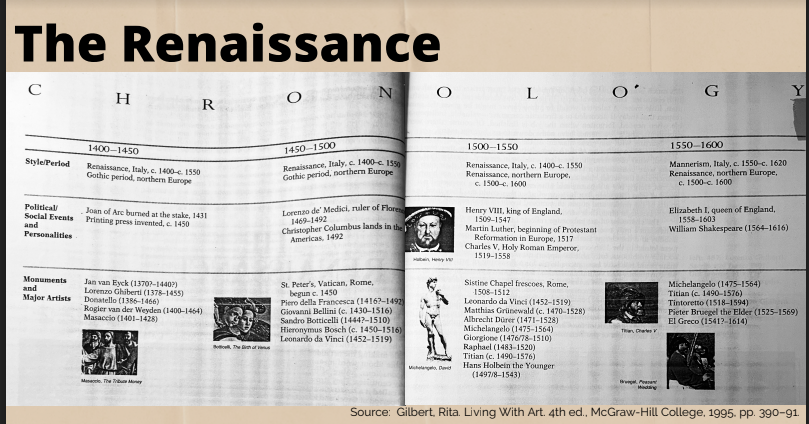 The Renaissance
C H R O N O L O G Y
1400–1450
1450–1500
1500–1550
1550–1600
Style/Period
Renaissance, Italy, c. 1400–c. 1550
Gothic period, northern Europe
Renaissance, Italy, c. 1400–c. 1550
Gothic period, northern Europe
Renaissance, Italy, c. 1400–c. 1550
Renaissance, northern Europe,
c. 1500–c. 1600
Mannerism, Italy, c. 1550–c. 1620
Renaissance, northern Europe,
c. 1500–c. 1600
Political/
Social Events
and
Personalities
Joan of Arc burned at the stake, 1431
Printing press invented, c. 1450
Lorenzo de' Medici, ruler of Floren
1469–1492
Christopher Columbus lands in the
Americas, 1492
Holbein, Henry VIII
Henry VIII, king of England,
1509–1547
Martin Luther, beginning of Protestant
Reformation in Europe, 1517
Charles V, Holy Roman Emperor,
1519–1558
Elizabeth I, queen of England,
1558–1603
William Shakespeare (1564–1616)
Monuments
and
Major Artists
Jan van Eyck (1370?–1440?)
Lorenzo Ghiberti (1378–1455)
Donatello (1386–1466)
Rogier van der Weyden (1400–1464)
Masaccio (1401–1428)
Masaccio, The Tribute Money
Botticelli, The Birth of Venus
St. Peter's, Vatican, Rome,
begun c. 1450
Piero della Francesca (1416?–1492)
Giovanni Bellini (c. 1430–1516)
Sandro Botticelli (1444?–1510)
Hieronymus Bosch (c. 1450–1516)
Leonardo da Vinci (1452–1519)
Michelangelo, David
Sistine Chapel frescoes, Rome,
1508–1512
Leonardo da Vinci (1452–1519)
Matthias Grünewald (c. 1470–1528)
Albrecht Dürer (1471–1528)
Michelangelo (1475–1564)
Giorgione (1476/78–1510)
Raphael (1483–1520)
Titian (c. 1490–1576)
Hans Holbein the Younger
(1497/8–1543)
Titian, Charles V
Bruegel, Peasant
Wedding
Michelangelo (1475–1564)
Titian (c. 1490–1576)
Tintoretto (1518–1594)
Pieter Bruegel the Elder (1525–1569)
El Greco (1541?–1614)
Source: Gilbert, Rita. Living With Art. 4th ed., McGraw-Hill College, 1995, pp. 390–91.